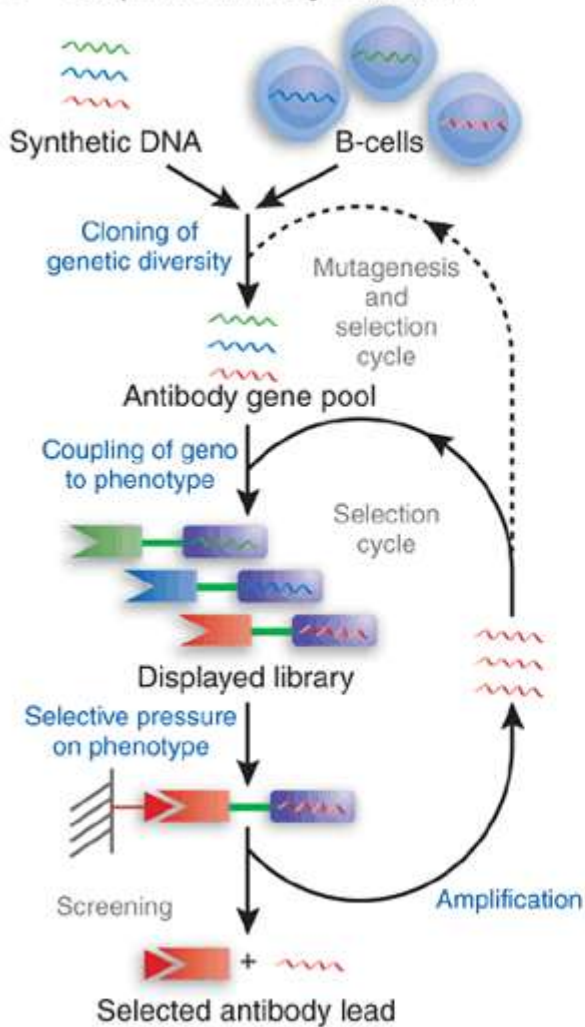 Synthetic DNA
B-cells
Cloning of
genetic diversity
Mutagenesis
and
selection
cycle
Antibody gene pool
Coupling of geno
to phenotype
Selection
cycle
Displayed library
Selective pressure
on phenotype
Screening
Amplification
+
Selected antibody lead